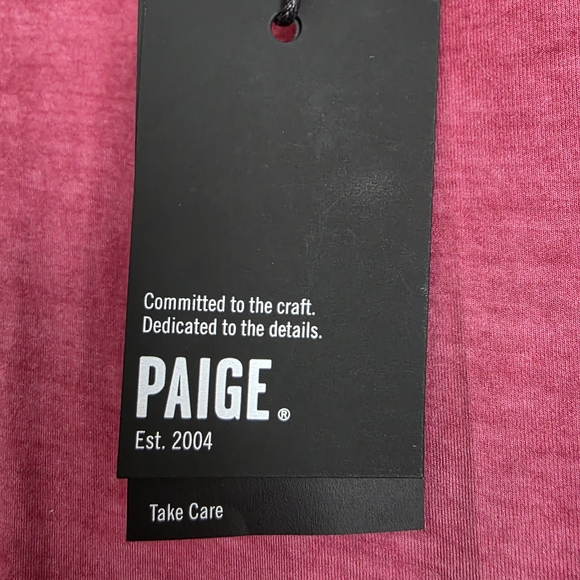 Committed to the craft.
Dedicated to the details.
PAIGE®
Est. 2004
Take Care